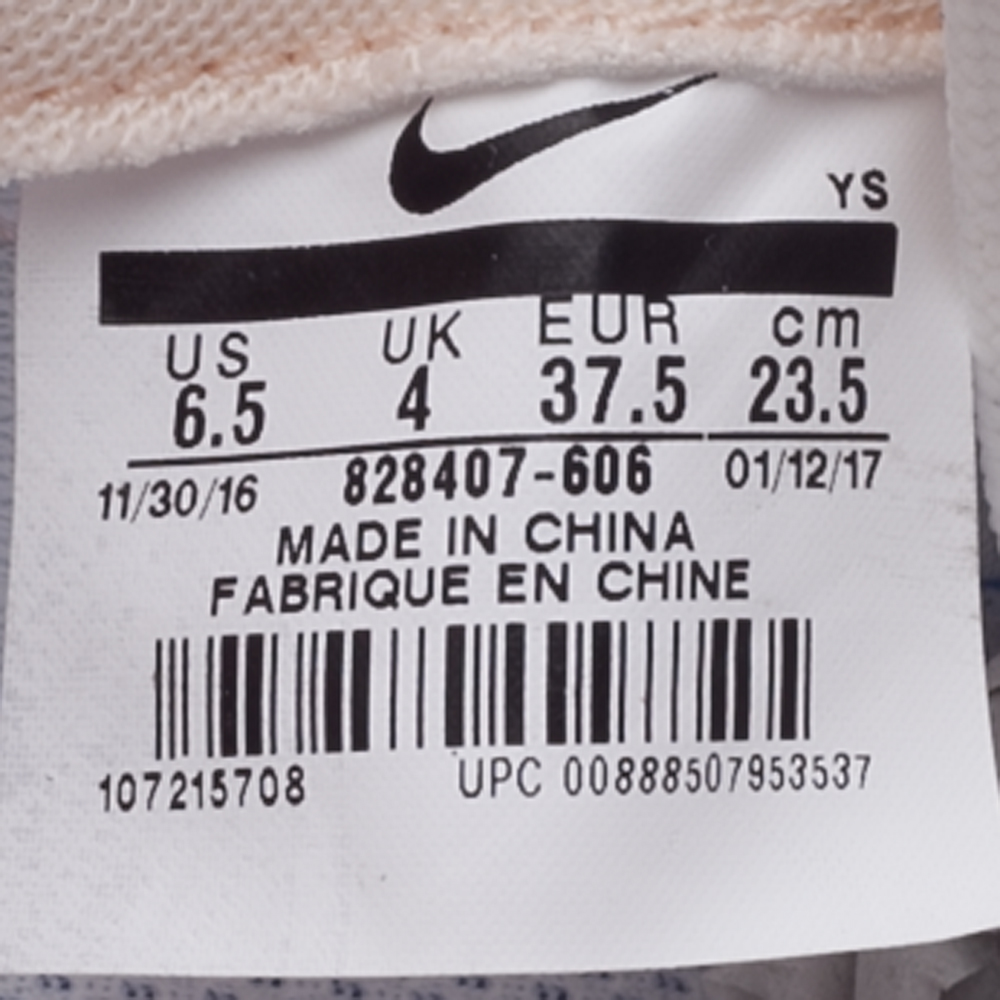 YS
US UK EUR cm
6.5 4 37.5 23.5
11/30/16 828407-606 01/12/17
MADE IN CHINA
FABRIQUE EN CHINE
107215708 UPC 00888507953537